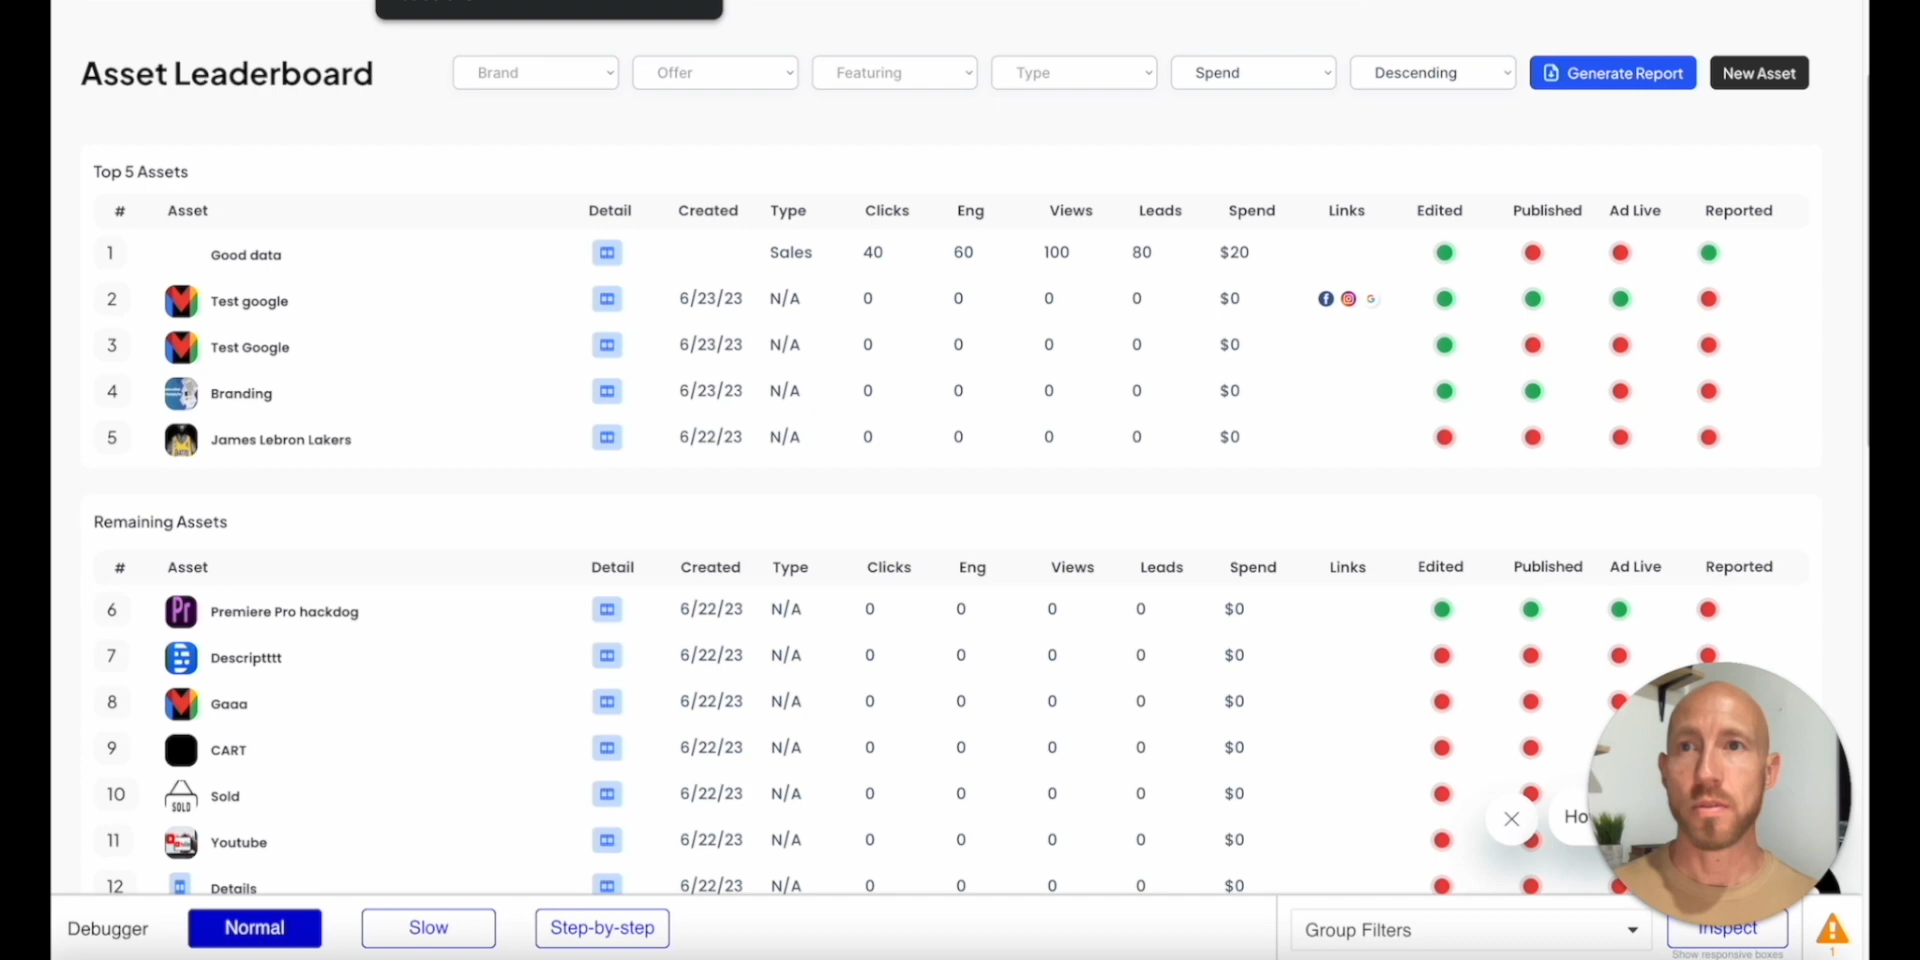 Asset Leaderboard Brand Offer Featuring Type Spend Descending Generate Report New Asset
Top 5 Assets
# Asset Detail Created Type Clicks Eng Views Leads Spend Links Edited Published Ad Live Reported
1 Good data Sales 40 60 100 80 $20
2 Test google 6/23/23 N/A 0 0 0 0 $0
3 Test Google 6/23/23 N/A 0 0 0 0 $0
4 Branding 6/23/23 N/A 0 0 0 0 $0
5 James Lebron Lakers 6/22/23 N/A 0 0 0 0 $0
Remaining Assets
# Asset Detail Created Type Clicks Eng Views Leads Spend Links Edited Published Ad Live Reported
6 Pr Premiere Pro hackdog 6/22/23 N/A 0 0 0 0 $0
7 Descriptttt 6/22/23 N/A 0 0 0 0 $0
8 Gaaa 6/22/23 N/A 0 0 0 0 $0
9 CART 6/22/23 N/A 0 0 0 0 $0
10 SOLD Sold 6/22/23 N/A 0 0 0 0 $0
11 Youtube 6/22/23 N/A 0 0 0 0 $0
Ho
12 Details 6/22/23 N/A 0 0 0 0 $0
Debugger Normal Slow Step-by-step Group Filters Inspect
Show responsive boxes
1